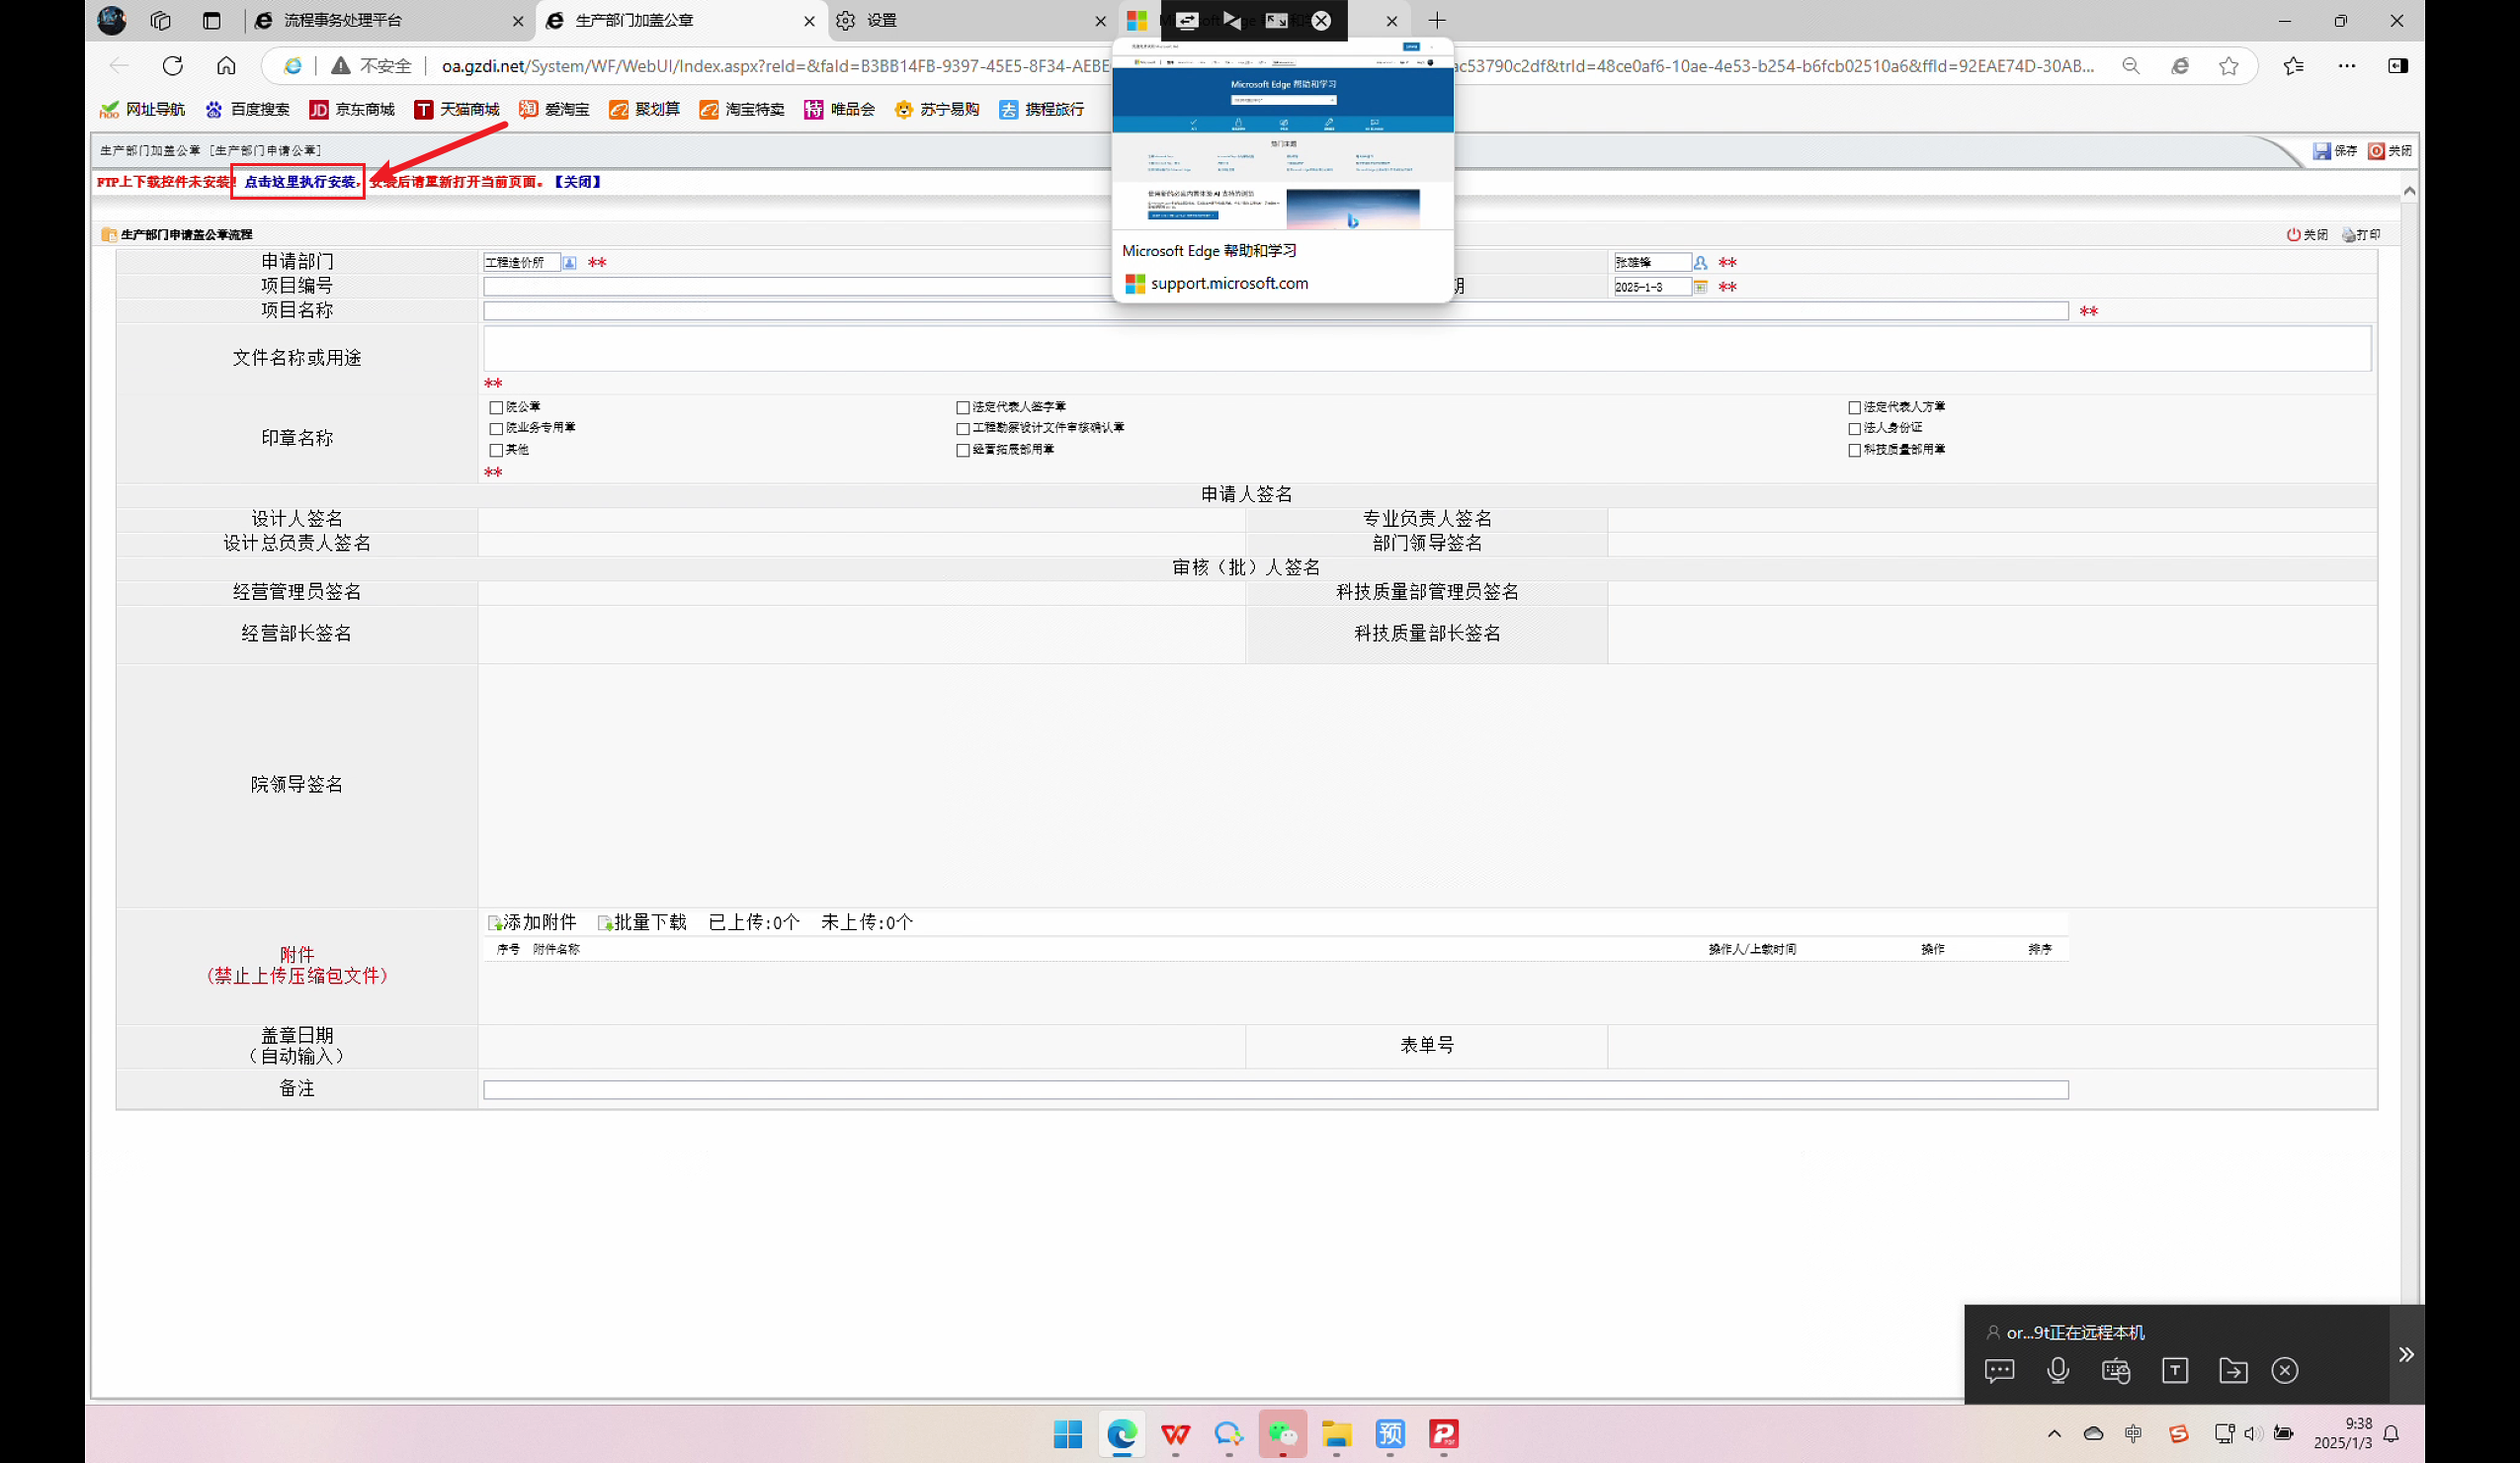 流程事务处理平台
生产部门加盖公章
设置
不安全
oa.gzdi.net/System/WF/WebUI/Index.aspx?reId=&faId=B3BB14FB-9397-45E5-8F34-AEBE
ac53790c2df&trId=48ce0af6-10ae-4e53-b254-b6fcb02510a6&ffId=92EAE74D-30AB...
网址导航 百度搜索 京东商城 天猫商城 爱淘宝 聚划算 淘宝特卖 唯品会 苏宁易购 携程旅行
Microsoft Edge 帮助和学习
热门主题
Microsoft Edge 帮助和学习
support.microsoft.com
生产部门加盖公章 [生产部门申请公章]
保存 关闭
FTP上下载控件未安装! 点击这里执行安装, 安装后请重新打开当前页面。【关闭】
生产部门申请盖公章流程
关闭 打印
申请部门 工程造价所 ** 张雄锋 **
项目编号 期 2025-1-3 **
项目名称 **
文件名称或用途
**
印章名称
院公章 法定代表人签字章 法定代表人方章
院业务专用章 工程勘察设计文件审核确认章 法人身份证
其他 经营拓展部用章 科技质量部用章
**
申请人签名
设计人签名 专业负责人签名
设计总负责人签名 部门领导签名
审核（批）人签名
经营管理员签名 科技质量部管理员签名
经营部长签名 科技质量部长签名
院领导签名
添加附件 批量下载 已上传:0个 未上传:0个
序号 附件名称 操作人/上载时间 操作 排序
附件
(禁止上传压缩包文件)
盖章日期
（自动输入）
表单号
备注
or...9t正在远程本机
中
9:38
2025/1/3